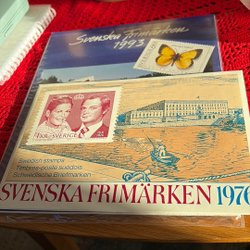 Svenska frimärken
1993
SVERIGE
Swedish stamps
Timbres-poste suédois
Schwedische Briefmarken
SVENSKA FRIMÄRKEN 1976